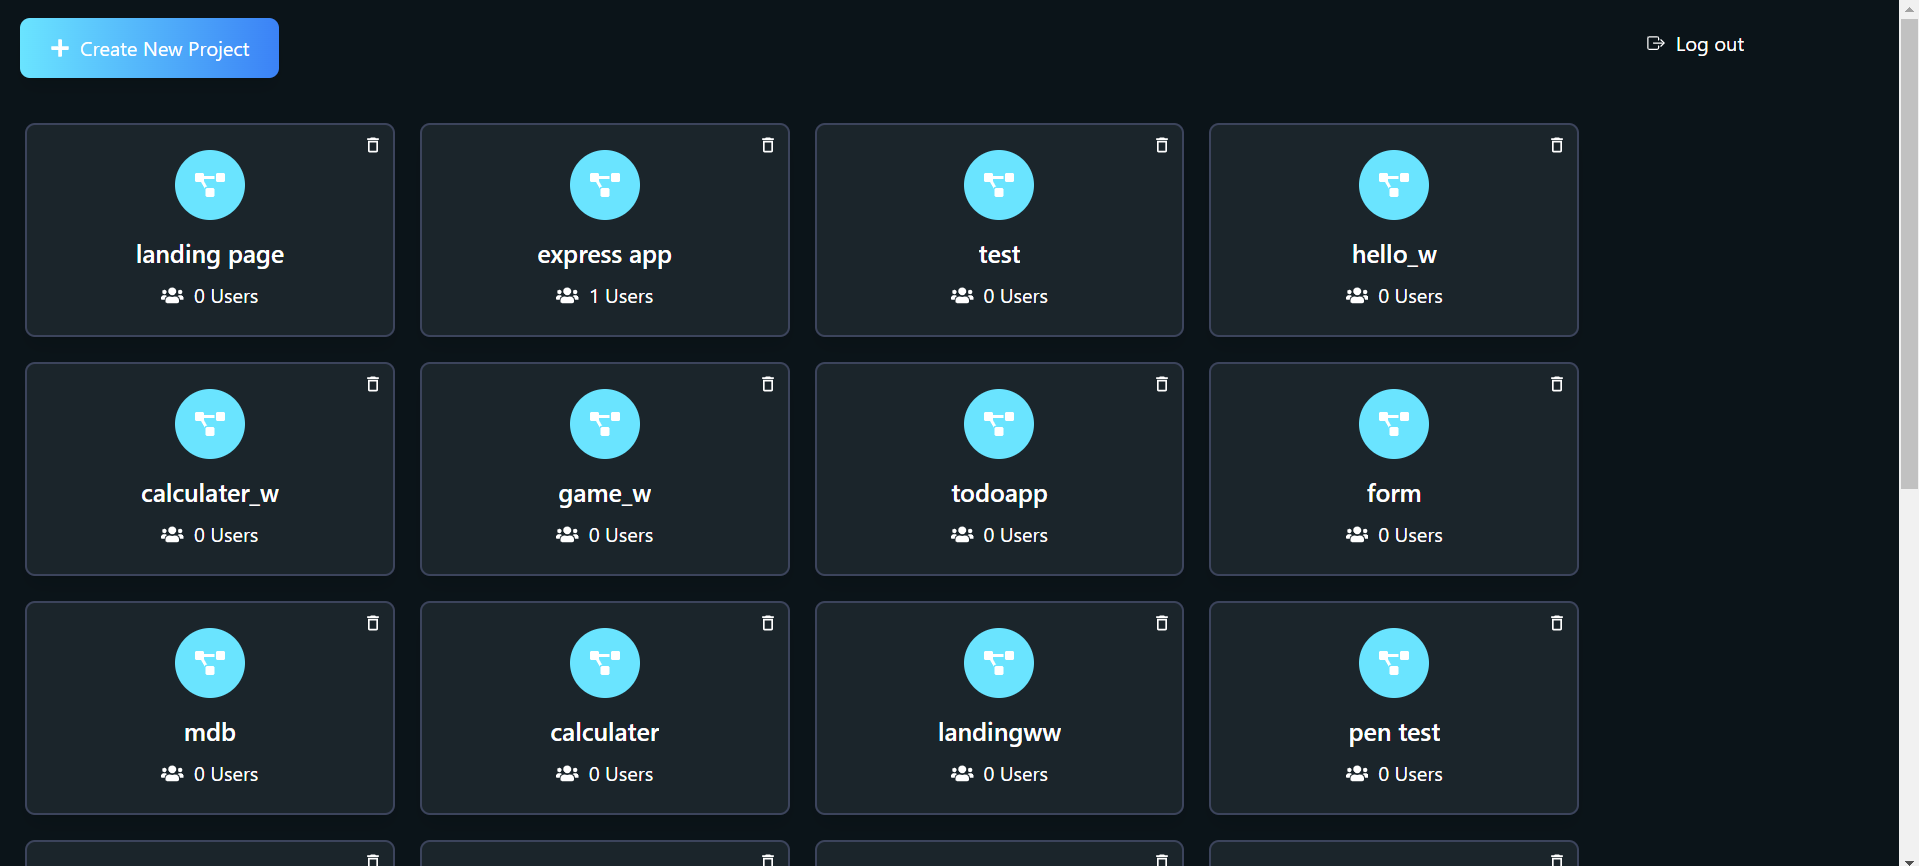 Create New Project
Log out
landing page
0 Users
express app
1 Users
test
0 Users
hello_w
0 Users
calculater_w
0 Users
game_w
0 Users
todoapp
0 Users
form
0 Users
mdb
0 Users
calculater
0 Users
landingww
0 Users
pen test
0 Users